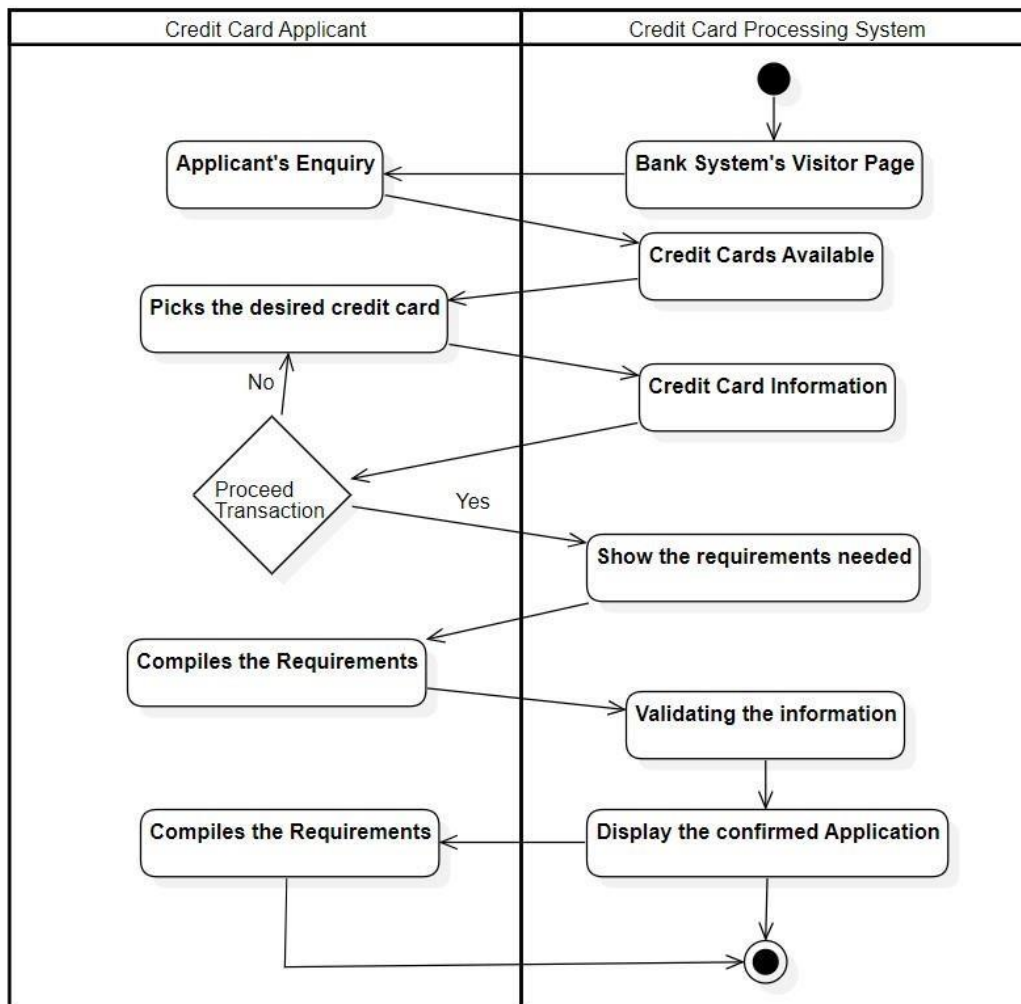 Credit Card Applicant
Credit Card Processing System
Applicant's Enquiry
Bank System's Visitor Page
Credit Cards Available
Picks the desired credit card
No
Credit Card Information
Proceed
Transaction
Yes
Show the requirements needed
Compiles the Requirements
Validating the information
Compiles the Requirements
Display the confirmed Application